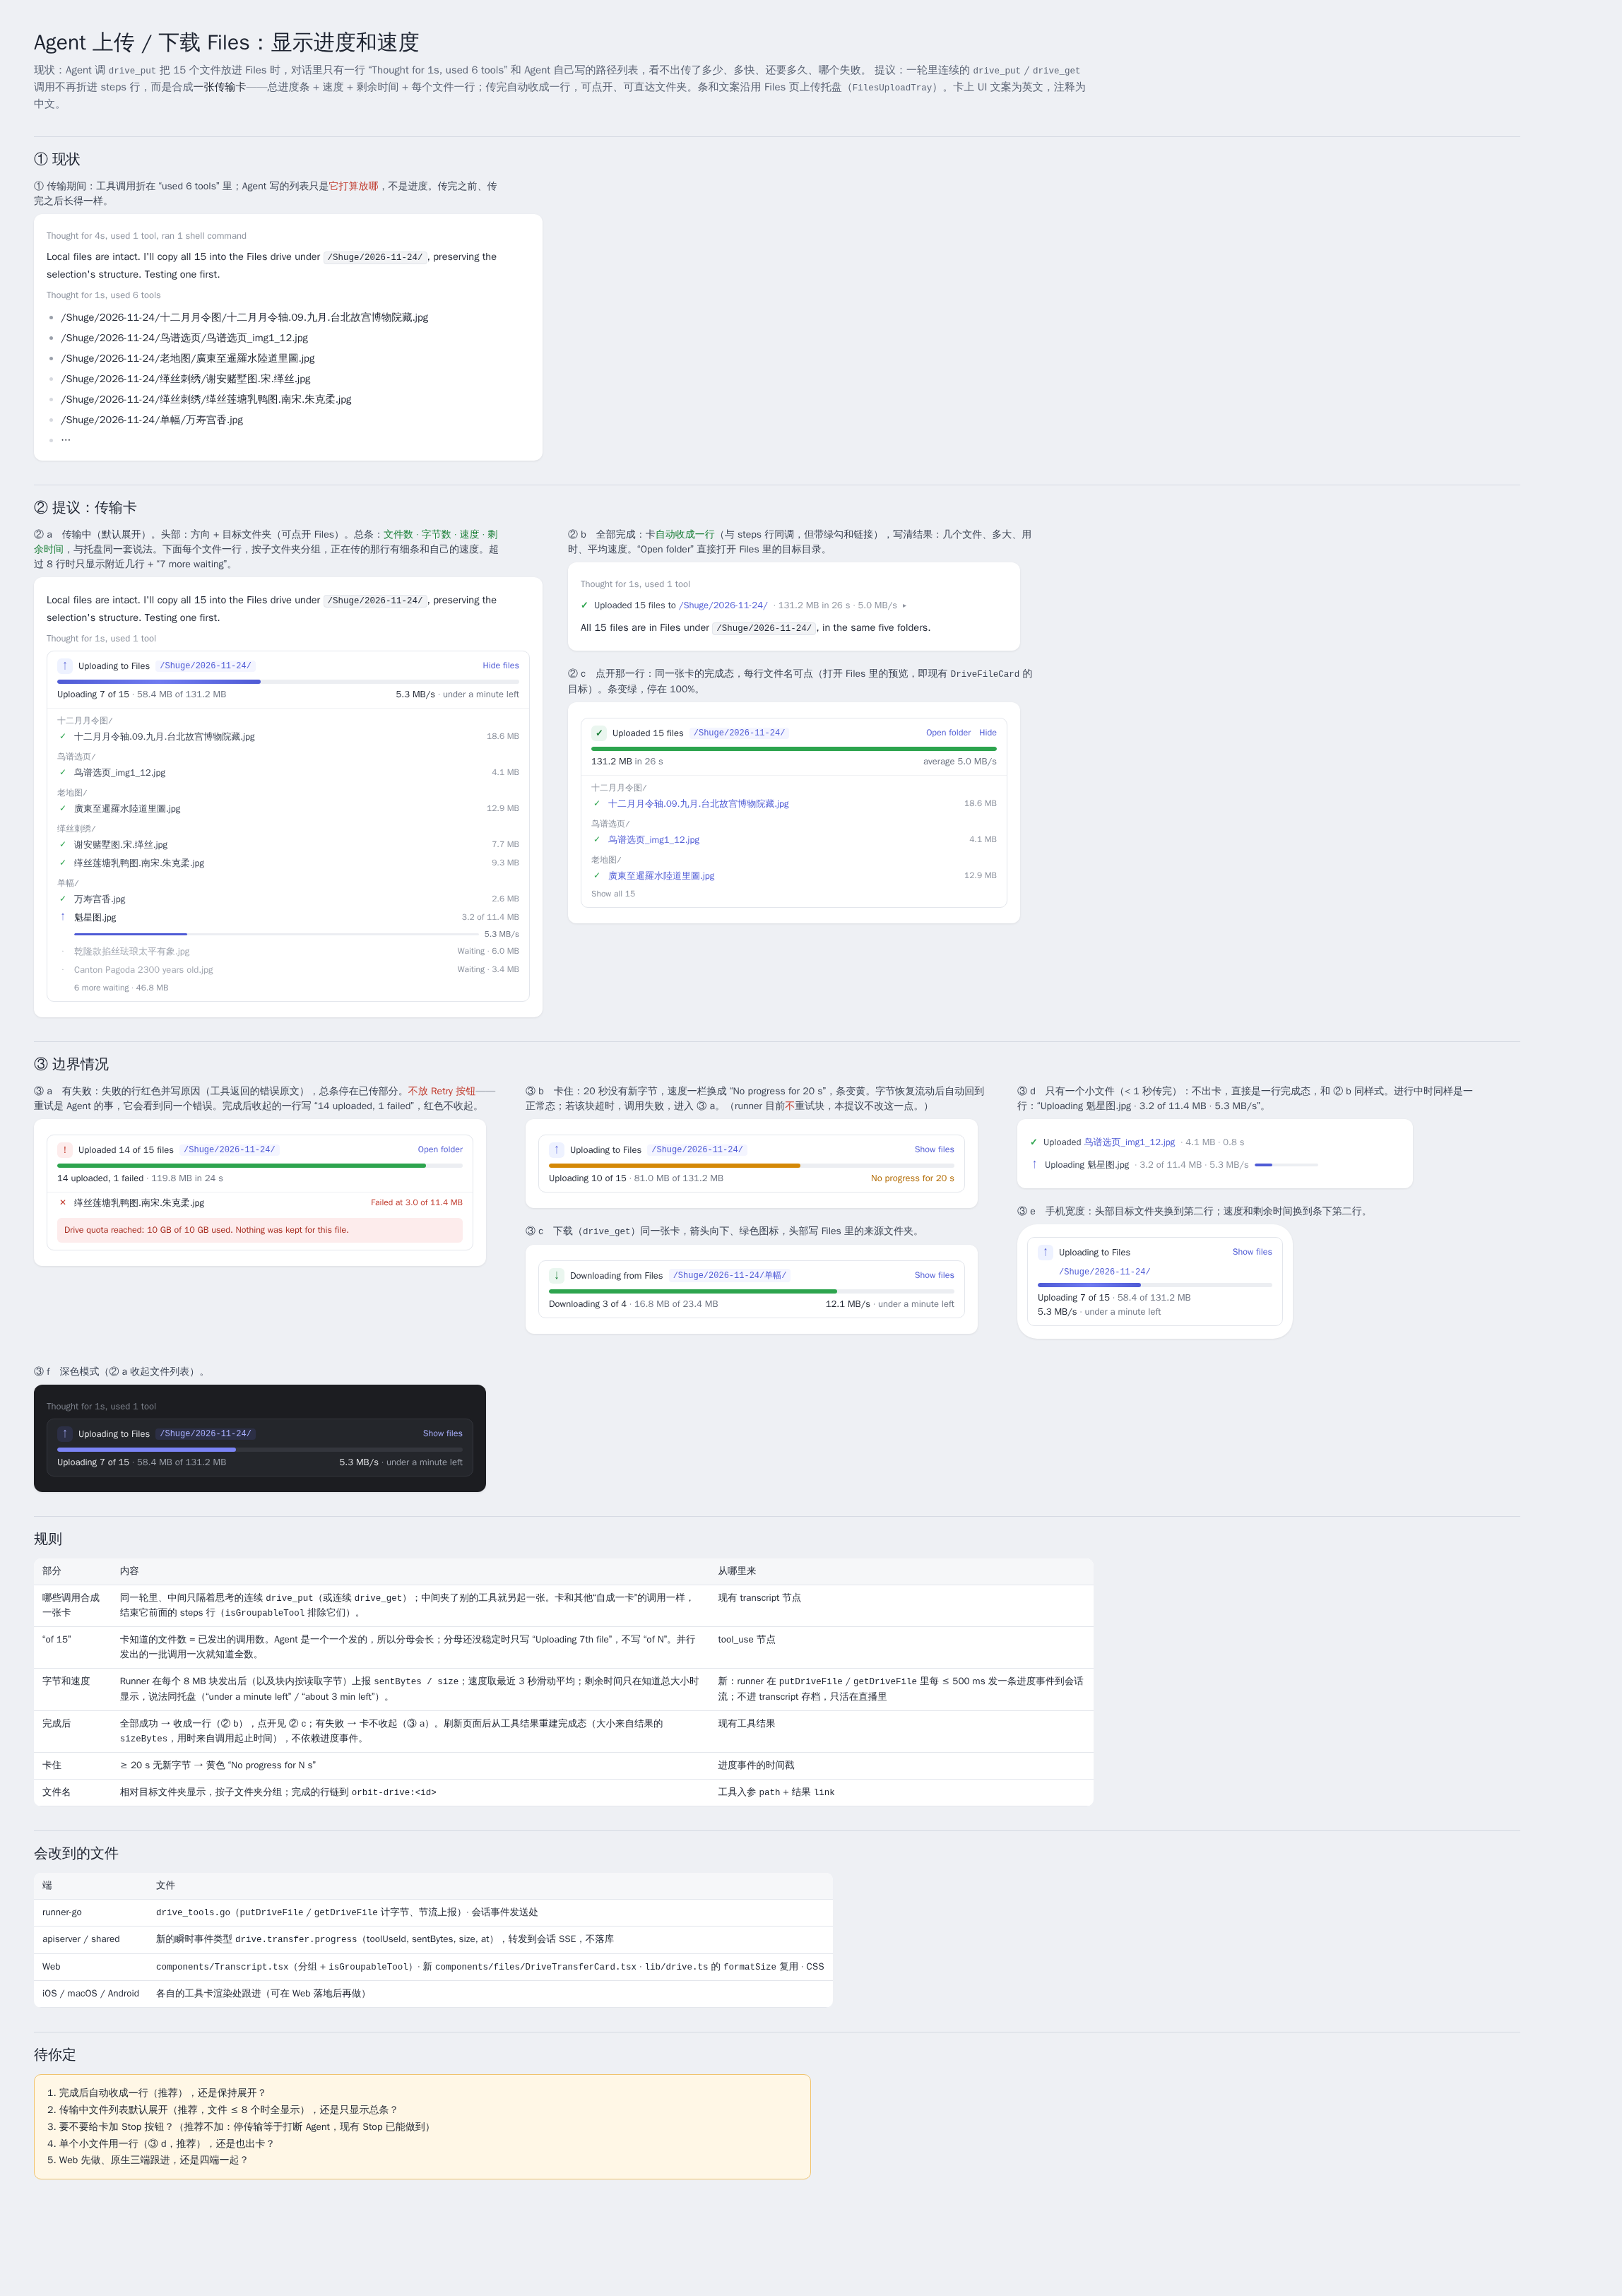 Agent 上传 / 下载 Files：显示进度和速度
现状：Agent 调 drive_put 把 15 个文件放进 Files 时，对话里只有一行 “Thought for 1s, used 6 tools” 和 Agent 自己写的路径列表，看不出传了多少、多快、还要多久、哪个失败。 提议：一轮里连续的 drive_put / drive_get
调用不再折进 steps 行，而是合成一张传输卡——总进度条 + 速度 + 剩余时间 + 每个文件一行；传完自动收成一行，可点开、可直达文件夹。条和文案沿用 Files 页上传托盘（FilesUploadTray）。卡上 UI 文案为英文，注释为
中文。
① 现状
① 传输期间：工具调用折在 “used 6 tools” 里；Agent 写的列表只是它打算放哪，不是进度。传完之前、传
完之后长得一样。
Thought for 4s, used 1 tool, ran 1 shell command
Local files are intact. I'll copy all 15 into the Files drive under /Shuge/2026-11-24/, preserving the
selection's structure. Testing one first.
Thought for 1s, used 6 tools
/Shuge/2026-11-24/十二月月令图/十二月月令轴.09.九月.台北故宫博物院藏.jpg
/Shuge/2026-11-24/鸟谱选页/鸟谱选页_img1_12.jpg
/Shuge/2026-11-24/老地图/廣東至暹羅水陸道里圖.jpg
/Shuge/2026-11-24/缂丝刺绣/谢安赌墅图.宋.缂丝.jpg
/Shuge/2026-11-24/缂丝刺绣/缂丝莲塘乳鸭图.南宋.朱克柔.jpg
/Shuge/2026-11-24/单幅/万寿宫香.jpg
…
② 提议：传输卡
② a 传输中（默认展开）。头部：方向 + 目标文件夹（可点开 Files）。总条：文件数 · 字节数 · 速度 · 剩
余时间，与托盘同一套说法。下面每个文件一行，按子文件夹分组，正在传的那行有细条和自己的速度。超
过 8 行时只显示附近几行 + “7 more waiting”。
Local files are intact. I'll copy all 15 into the Files drive under /Shuge/2026-11-24/, preserving the
selection's structure. Testing one first.
Thought for 1s, used 1 tool
↑ Uploading to Files /Shuge/2026-11-24/ Hide files
Uploading 7 of 15 · 58.4 MB of 131.2 MB 5.3 MB/s · under a minute left
十二月月令图/
✓ 十二月月令轴.09.九月.台北故宫博物院藏.jpg 18.6 MB
鸟谱选页/
✓ 鸟谱选页_img1_12.jpg 4.1 MB
老地图/
✓ 廣東至暹羅水陸道里圖.jpg 12.9 MB
缂丝刺绣/
✓ 谢安赌墅图.宋.缂丝.jpg 7.7 MB
✓ 缂丝莲塘乳鸭图.南宋.朱克柔.jpg 9.3 MB
单幅/
✓ 万寿宫香.jpg 2.6 MB
↑ 魁星图.jpg 3.2 of 11.4 MB
5.3 MB/s
· 乾隆款掐丝珐琅太平有象.jpg Waiting · 6.0 MB
· Canton Pagoda 2300 years old.jpg Waiting · 3.4 MB
6 more waiting · 46.8 MB
② b 全部完成：卡自动收成一行（与 steps 行同调，但带绿勾和链接），写清结果：几个文件、多大、用
时、平均速度。“Open folder” 直接打开 Files 里的目标目录。
Thought for 1s, used 1 tool
✓ Uploaded 15 files to /Shuge/2026-11-24/ · 131.2 MB in 26 s · 5.0 MB/s ▸
All 15 files are in Files under /Shuge/2026-11-24/, in the same five folders.
② c 点开那一行：同一张卡的完成态，每行文件名可点（打开 Files 里的预览，即现有 DriveFileCard 的
目标）。条变绿，停在 100%。
✓ Uploaded 15 files /Shuge/2026-11-24/ Open folder Hide
131.2 MB in 26 s average 5.0 MB/s
十二月月令图/
✓ 十二月月令轴.09.九月.台北故宫博物院藏.jpg 18.6 MB
鸟谱选页/
✓ 鸟谱选页_img1_12.jpg 4.1 MB
老地图/
✓ 廣東至暹羅水陸道里圖.jpg 12.9 MB
Show all 15
③ 边界情况
③ a 有失败：失败的行红色并写原因（工具返回的错误原文），总条停在已传部分。不放 Retry 按钮——
重试是 Agent 的事，它会看到同一个错误。完成后收起的一行写 “14 uploaded, 1 failed”，红色不收起。
! Uploaded 14 of 15 files /Shuge/2026-11-24/ Open folder
14 uploaded, 1 failed · 119.8 MB in 24 s
✕ 缂丝莲塘乳鸭图.南宋.朱克柔.jpg Failed at 3.0 of 11.4 MB
Drive quota reached: 10 GB of 10 GB used. Nothing was kept for this file.
③ b 卡住：20 秒没有新字节，速度一栏换成 “No progress for 20 s”，条变黄。字节恢复流动后自动回到
正常态；若该块超时，调用失败，进入 ③ a。（runner 目前不重试块，本提议不改这一点。）
↑ Uploading to Files /Shuge/2026-11-24/ Show files
Uploading 10 of 15 · 81.0 MB of 131.2 MB No progress for 20 s
③ c 下载（drive_get）同一张卡，箭头向下、绿色图标，头部写 Files 里的来源文件夹。
↓ Downloading from Files /Shuge/2026-11-24/单幅/ Show files
Downloading 3 of 4 · 16.8 MB of 23.4 MB 12.1 MB/s · under a minute left
③ d 只有一个小文件（< 1 秒传完）：不出卡，直接是一行完成态，和 ② b 同样式。进行中时同样是一
行：“Uploading 魁星图.jpg · 3.2 of 11.4 MB · 5.3 MB/s”。
✓ Uploaded 鸟谱选页_img1_12.jpg · 4.1 MB · 0.8 s
↑ Uploading 魁星图.jpg · 3.2 of 11.4 MB · 5.3 MB/s
③ e 手机宽度：头部目标文件夹换到第二行；速度和剩余时间换到条下第二行。
↑ Uploading to Files Show files
/Shuge/2026-11-24/
Uploading 7 of 15 · 58.4 of 131.2 MB
5.3 MB/s · under a minute left
③ f 深色模式（② a 收起文件列表）。
Thought for 1s, used 1 tool
↑ Uploading to Files /Shuge/2026-11-24/ Show files
Uploading 7 of 15 · 58.4 MB of 131.2 MB 5.3 MB/s · under a minute left
规则
部分 内容 从哪里来
哪些调用合成 同一轮里、中间只隔着思考的连续 drive_put（或连续 drive_get）；中间夹了别的工具就另起一张。卡和其他“自成一卡”的调用一样， 现有 transcript 节点
一张卡 结束它前面的 steps 行（isGroupableTool 排除它们）。
“of 15” 卡知道的文件数 = 已发出的调用数。Agent 是一个一个发的，所以分母会长；分母还没稳定时只写 “Uploading 7th file”，不写 “of N”。并行 tool_use 节点
发出的一批调用一次就知道全数。
字节和速度 Runner 在每个 8 MB 块发出后（以及块内按读取字节）上报 sentBytes / size；速度取最近 3 秒滑动平均；剩余时间只在知道总大小时 新：runner 在 putDriveFile / getDriveFile 里每 ≤ 500 ms 发一条进度事件到会话
显示，说法同托盘（“under a minute left” / “about 3 min left”）。 流；不进 transcript 存档，只活在直播里
完成后 全部成功 → 收成一行（② b），点开见 ② c；有失败 → 卡不收起（③ a）。刷新页面后从工具结果重建完成态（大小来自结果的 现有工具结果
sizeBytes，用时来自调用起止时间），不依赖进度事件。
卡住 ≥ 20 s 无新字节 → 黄色 “No progress for N s” 进度事件的时间戳
文件名 相对目标文件夹显示，按子文件夹分组；完成的行链到 orbit-drive:<id> 工具入参 path + 结果 link
会改到的文件
端 文件
runner-go drive_tools.go（putDriveFile / getDriveFile 计字节、节流上报）· 会话事件发送处
apiserver / shared 新的瞬时事件类型 drive.transfer.progress（toolUseId, sentBytes, size, at），转发到会话 SSE，不落库
Web components/Transcript.tsx（分组 + isGroupableTool）· 新 components/files/DriveTransferCard.tsx · lib/drive.ts 的 formatSize 复用 · CSS
iOS / macOS / Android 各自的工具卡渲染处跟进（可在 Web 落地后再做）
待你定
1. 完成后自动收成一行（推荐），还是保持展开？
2. 传输中文件列表默认展开（推荐，文件 ≤ 8 个时全显示），还是只显示总条？
3. 要不要给卡加 Stop 按钮？（推荐不加：停传输等于打断 Agent，现有 Stop 已能做到）
4. 单个小文件用一行（③ d，推荐），还是也出卡？
5. Web 先做、原生三端跟进，还是四端一起？